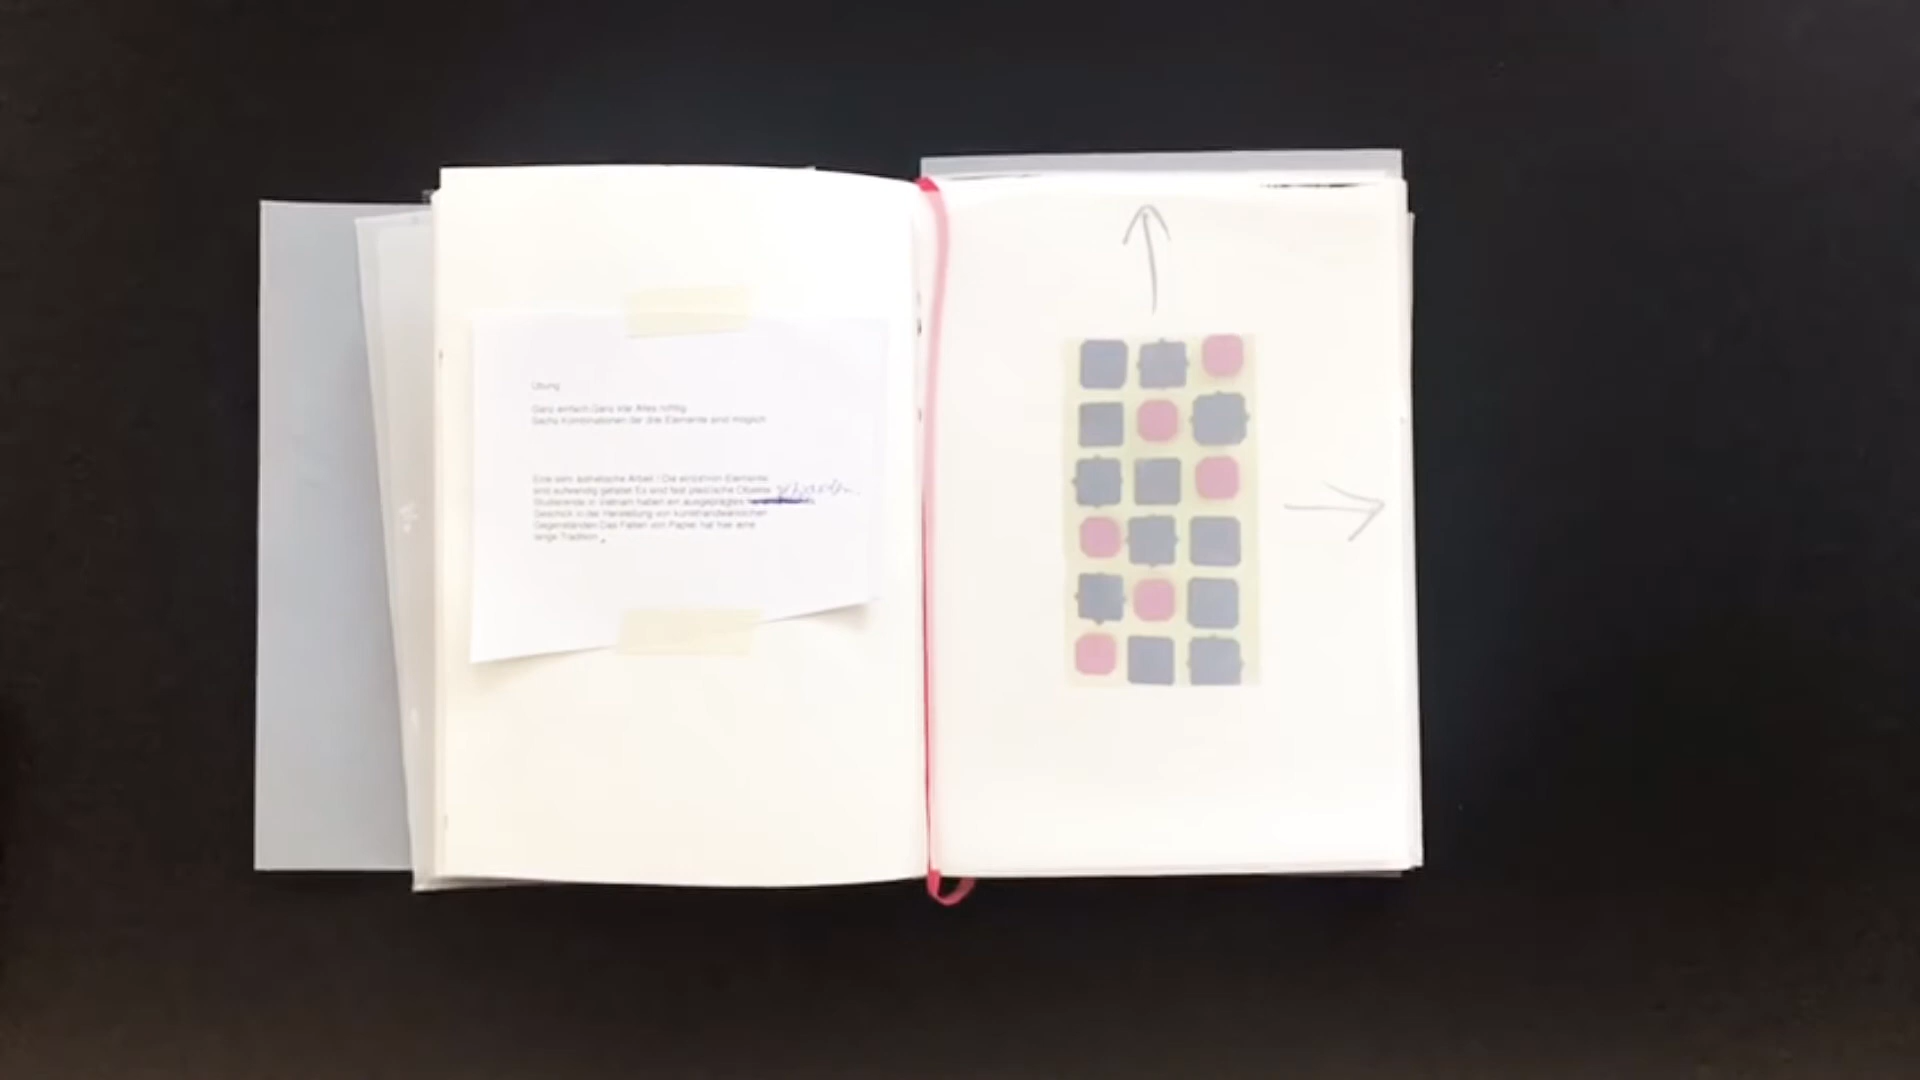 Übung
Ganz einfach Ganz klar Alles richtig
Sechs Kombinationen der drei Elemente sind möglich
Eine sehr ästhetische Arbeit! Die einzelnen Elemente
sind aufwendig gefaltet Es sind fast plastische Objekte
Studierende in Vietnam haben ein ausgeprägtes
Geschick in der Herstellung von kunsthandwerklichen
Gegenständen Das Falten von Papier hat hier eine
lange Tradition.